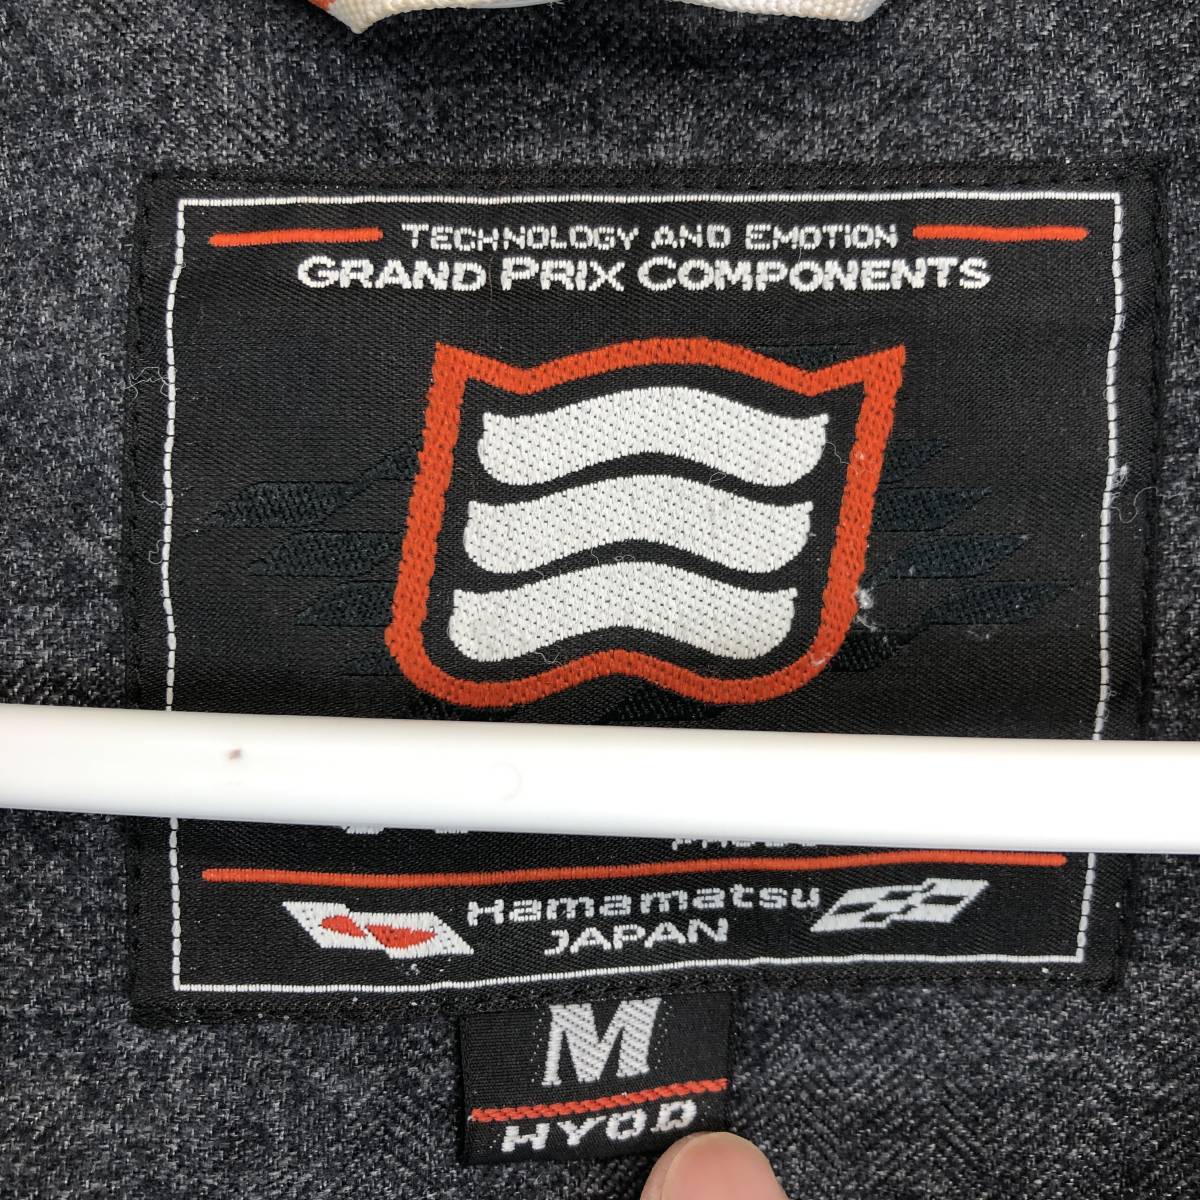 TECHNOLOGY AND EMOTION
GRAND PRIX COMPONENTS
Hamamatsu
JAPAN
M
HYOD